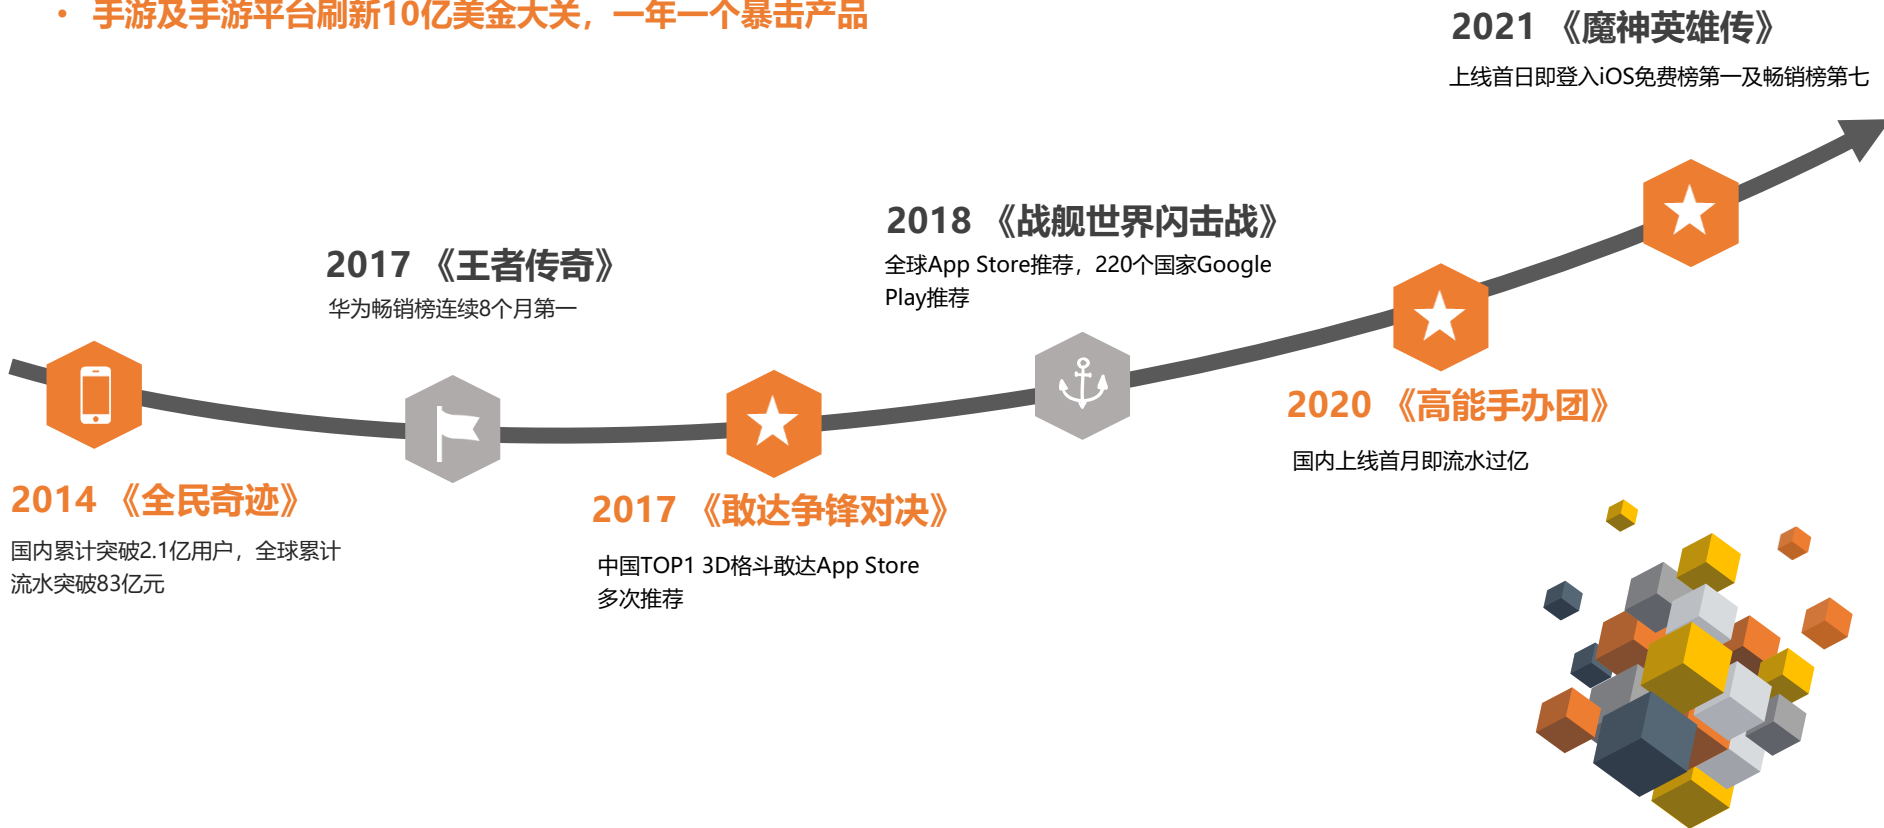 • 手游及手游平台刷新10亿美金大关，一年一个暴击产品
2021 《魔神英雄传》
上线首日即登入iOS免费榜第一及畅销榜第七
2018 《战舰世界闪击战》
全球App Store推荐，220个国家Google
Play推荐
2017 《王者传奇》
华为畅销榜连续8个月第一
2020 《高能手办团》
国内上线首月即流水过亿
2014 《全民奇迹》
国内累计突破2.1亿用户，全球累计
流水突破83亿元
2017 《敢达争锋对决》
中国TOP1 3D格斗敢达App Store
多次推荐